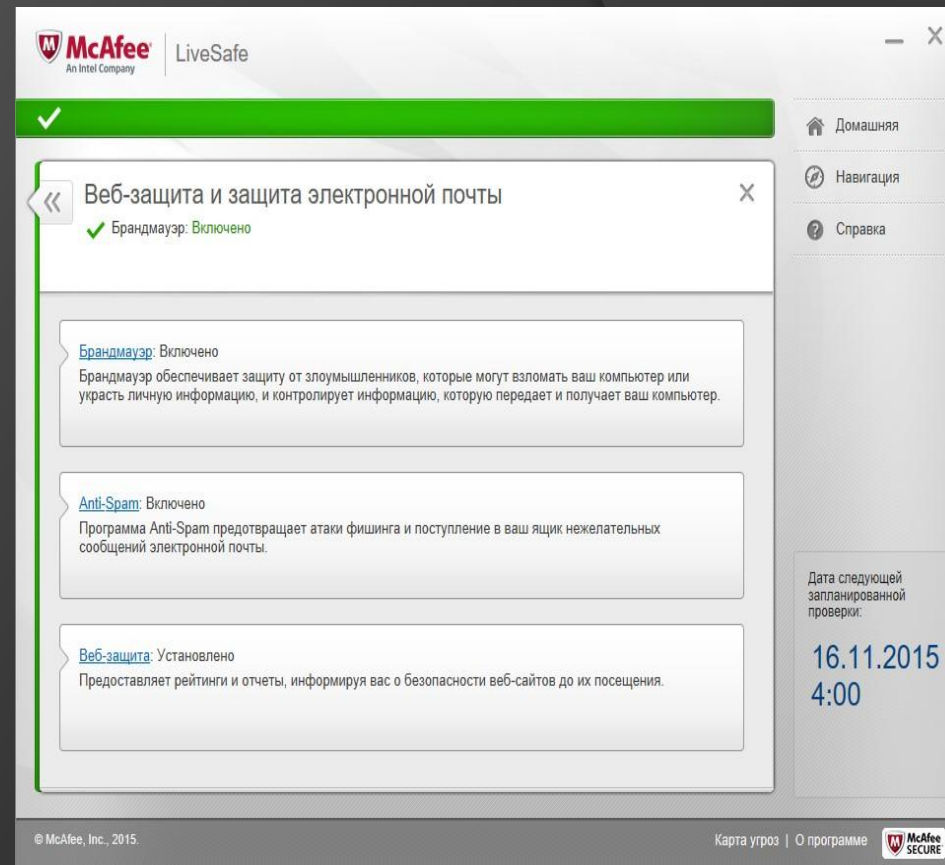 McAfee
An Intel Company
LiveSafe
Домашняя
Навигация
Справка
Веб-защита и защита электронной почты
Брандмауэр: Включено
Брандмауэр: Включено
Брандмауэр обеспечивает защиту от злоумышленников, которые могут взломать ваш компьютер или
украсть личную информацию, и контролирует информацию, которую передает и получает ваш компьютер.
Anti-Spam: Включено
Программа Anti-Spam предотвращает атаки фишинга и поступление в ваш ящик нежелательных
сообщений электронной почты.
Веб-защита: Установлено
Предоставляет рейтинги и отчеты, информируя вас о безопасности веб-сайтов до их посещения.
Дата следующей
запланированной
проверки:
16.11.2015
4:00
© McAfee, Inc., 2015.
Карта угроз | О программе
McAfee
SECURE